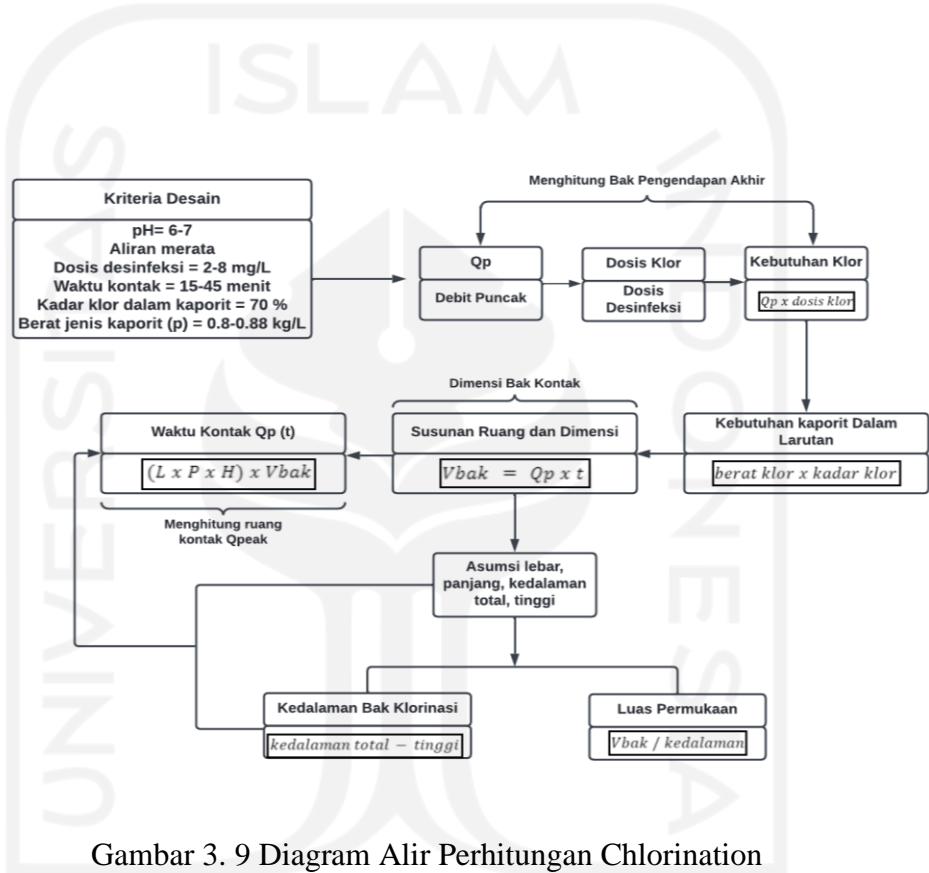 UNIVERSITAS
ISLAM
INDONESIA
Menghitung Bak Pengendapan Akhir
Kriteria Desain
pH= 6-7
Aliran merata
Dosis desinfeksi = 2-8 mg/L
Waktu kontak = 15-45 menit
Kadar klor dalam kaporit = 70 %
Berat jenis kaporit (p) = 0.8-0.88 kg/L
Qp
Debit Puncak
Dosis Klor
Dosis
Desinfeksi
Kebutuhan Klor
Qp x dosis klor
Dimensi Bak Kontak
Waktu Kontak Qp (t)
(L x P x H) x Vbak
Menghitung ruang
kontak Qpeak
Susunan Ruang dan Dimensi
Vbak = Qp x t
Kebutuhan kaporit Dalam
Larutan
berat klor x kadar klor
Asumsi lebar,
panjang, kedalaman
total, tinggi
Kedalaman Bak Klorinasi
kedalaman total − tinggi
Luas Permukaan
Vbak / kedalaman
Gambar 3. 9 Diagram Alir Perhitungan Chlorination